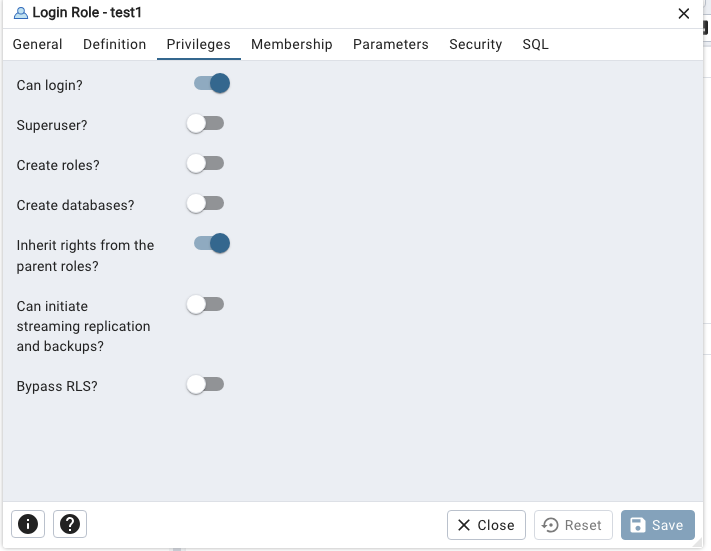 Login Role - test1
General Definition Privileges Membership Parameters Security SQL
Can login?
Superuser?
Create roles?
Create databases?
Inherit rights from the
parent roles?
Can initiate
streaming replication
and backups?
Bypass RLS?
Close Reset Save